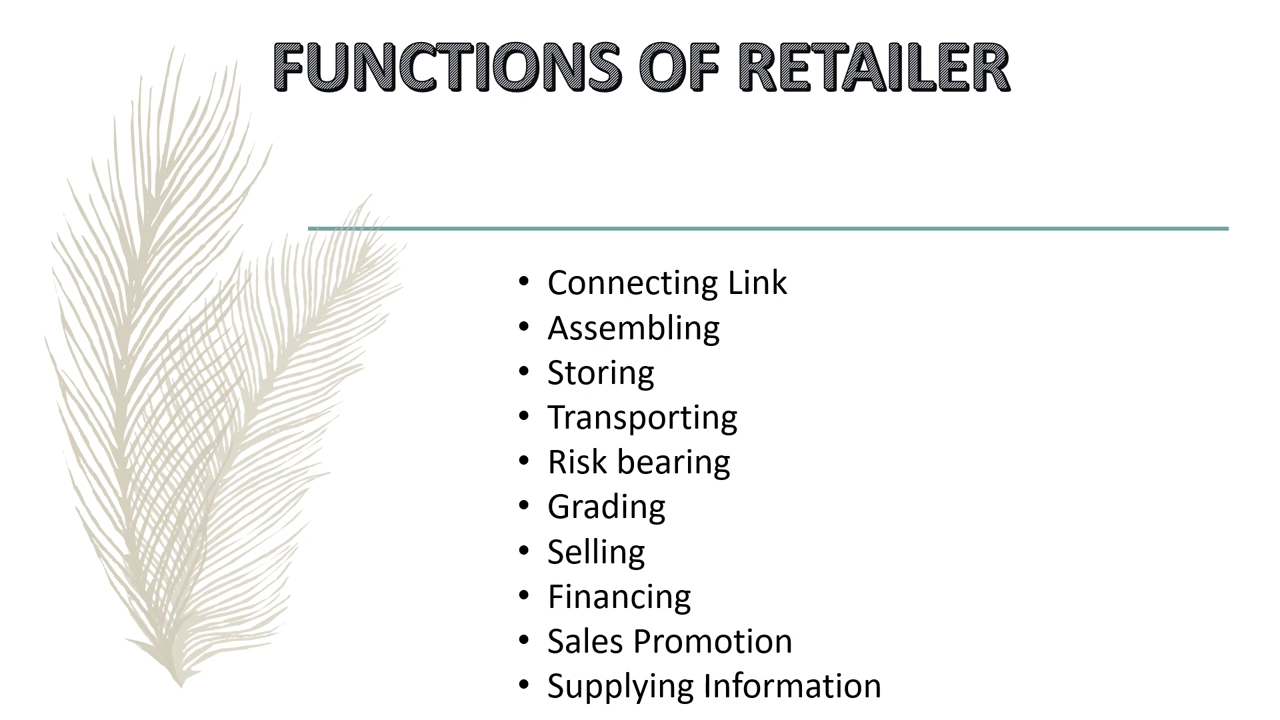 FUNCTIONS OF RETAILER
• Connecting Link
• Assembling
• Storing
• Transporting
• Risk bearing
• Grading
• Selling
• Financing
• Sales Promotion
• Supplying Information